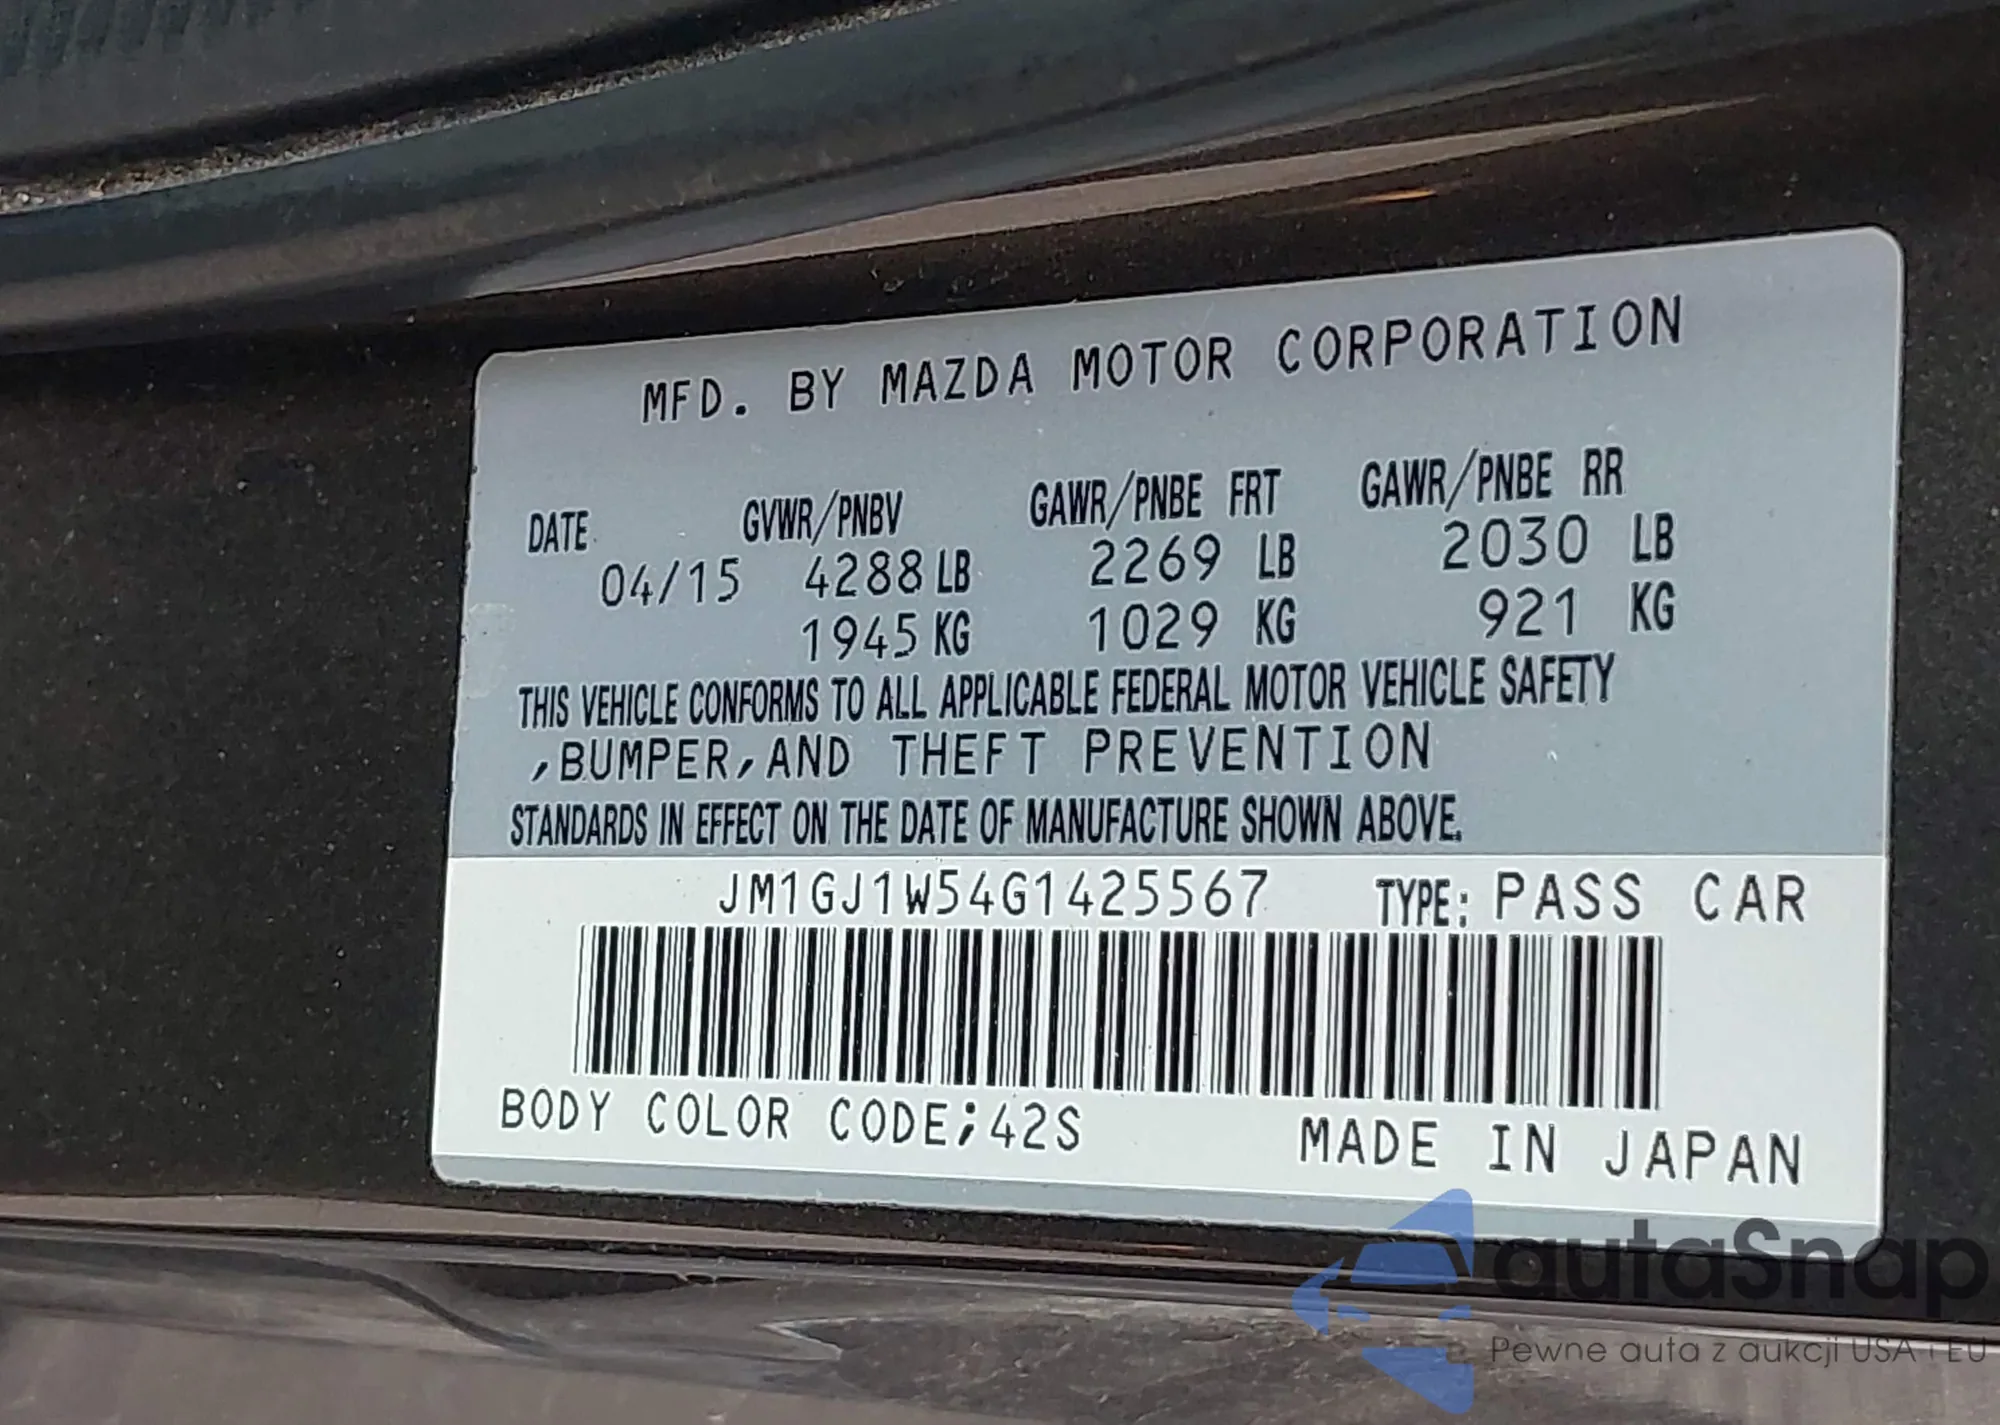 MFD. BY MAZDA MOTOR CORPORATION
DATE GVWR/PNBV GAWR/PNBE FRT GAWR/PNBE RR
04/15 4288 LB 2269 LB 2030 LB
1945 KG 1029 KG 921 KG
THIS VEHICLE CONFORMS TO ALL APPLICABLE FEDERAL MOTOR VEHICLE SAFETY
,BUMPER,AND THEFT PREVENTION
STANDARDS IN EFFECT ON THE DATE OF MANUFACTURE SHOWN ABOVE.
JM1GJ1W54G1425567 TYPE: PASS CAR
BODY COLOR CODE;42S MADE IN JAPAN
autaSnap
Pewne auta z aukcji USA i EU